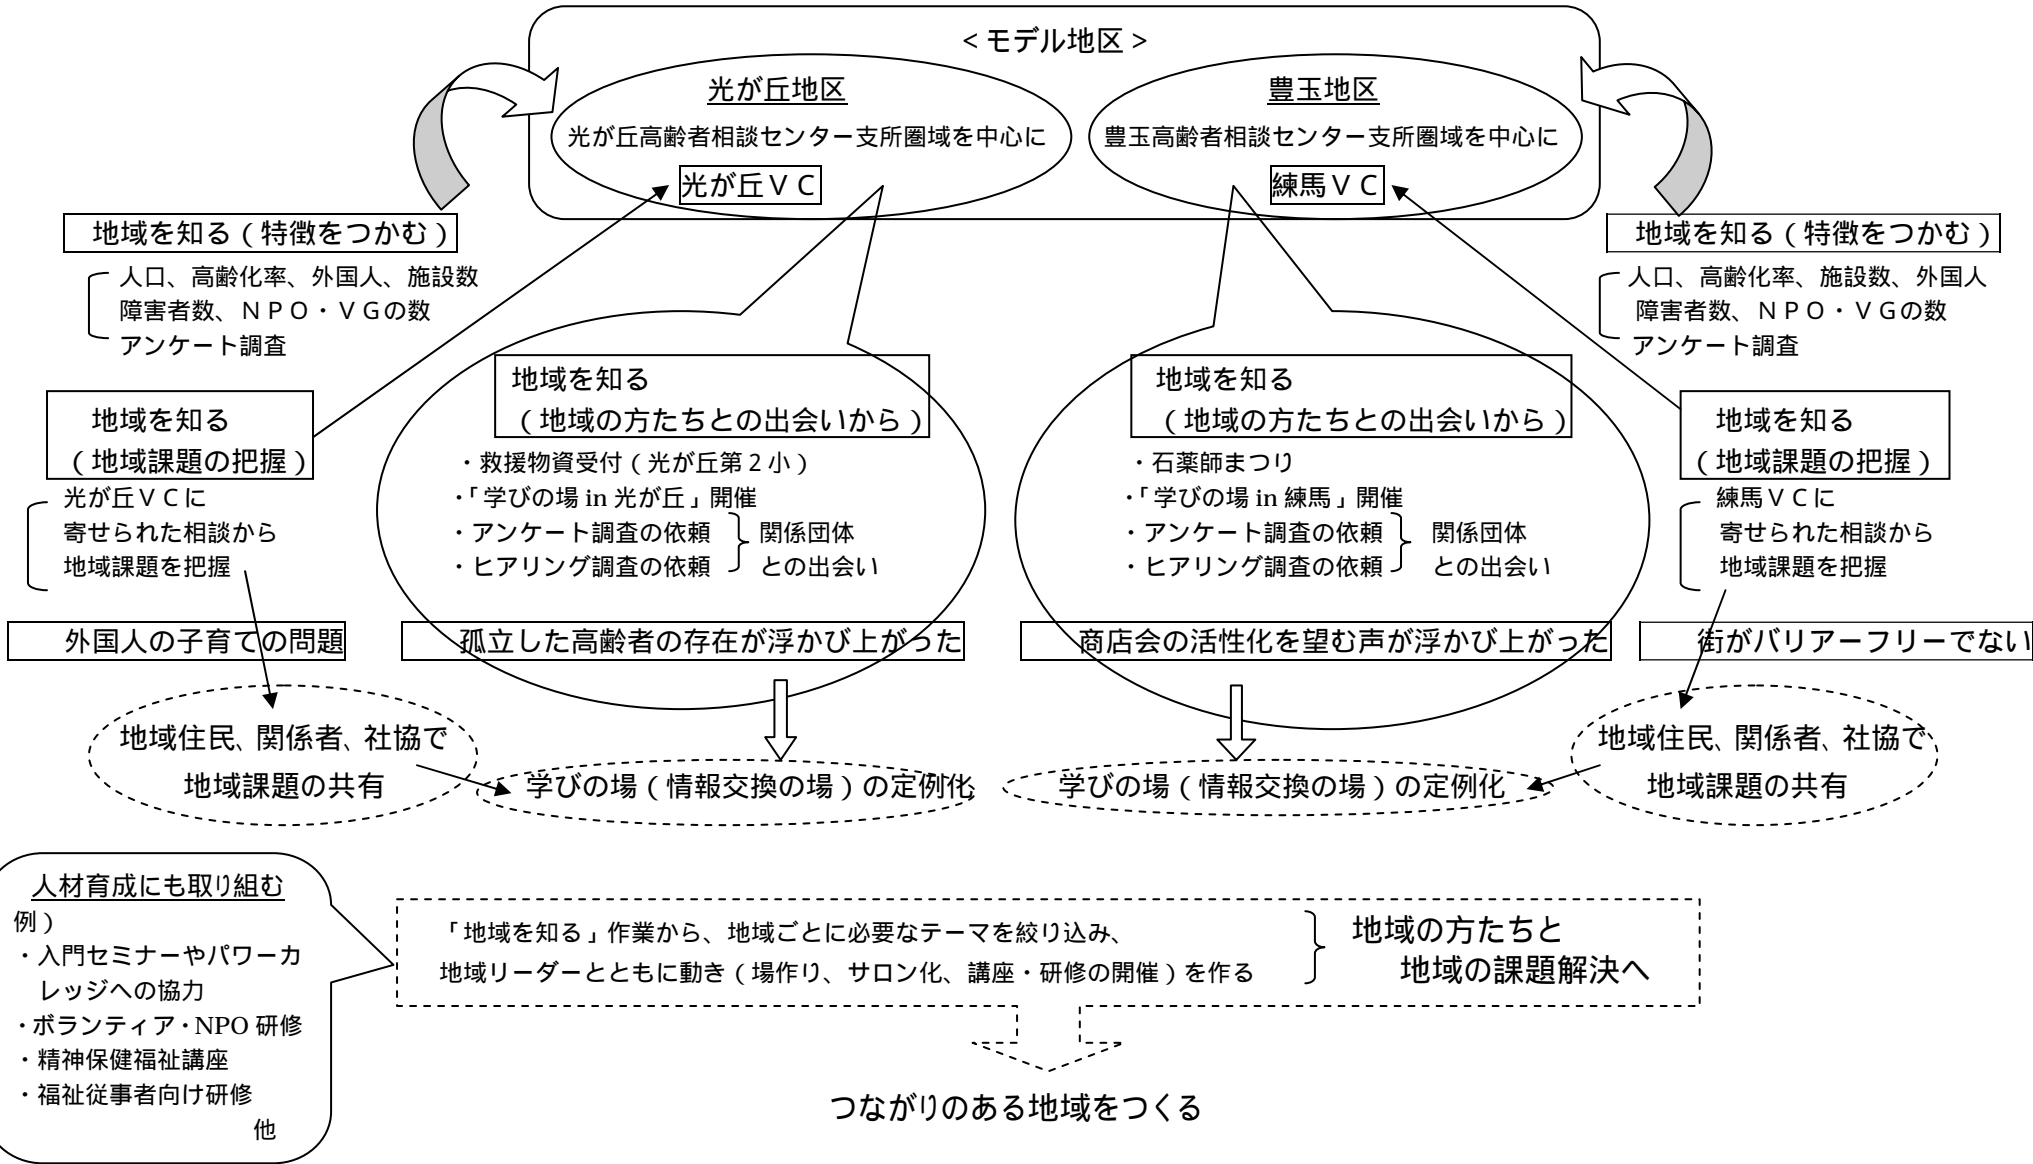 <モデル地区>
光が丘地区
光が丘高齢者相談センター支所圏域を中心に
光が丘ＶＣ
豊玉地区
豊玉高齢者相談センター支所圏域を中心に
練馬ＶＣ
地域を知る（特徴をつかむ）
人口、高齢化率、外国人、施設数
障害者数、ＮＰＯ・ＶＧの数
アンケート調査
地域を知る（特徴をつかむ）
人口、高齢化率、施設数、外国人
障害者数、ＮＰＯ・ＶＧの数
アンケート調査
地域を知る
（地域課題の把握）
光が丘ＶＣに
寄せられた相談から
地域課題を把握
地域を知る
（地域の方たちとの出会いから）
・救援物資受付（光が丘第２小）
・「学びの場 in 光が丘」開催
・アンケート調査の依頼
・ヒアリング調査の依頼
関係団体
との出会い
地域を知る
（地域の方たちとの出会いから）
・石薬師まつり
・「学びの場 in 練馬」開催
・アンケート調査の依頼
・ヒアリング調査の依頼
関係団体
との出会い
地域を知る
（地域課題の把握）
練馬ＶＣに
寄せられた相談から
地域課題を把握
外国人の子育ての問題
孤立した高齢者の存在が浮かび上がった
商店会の活性化を望む声が浮かび上がった
街がバリアーフリーでない
地域住民、関係者、社協で
地域課題の共有
学びの場（情報交換の場）の定例化
学びの場（情報交換の場）の定例化
地域住民、関係者、社協で
地域課題の共有
人材育成にも取り組む
例）
・入門セミナーやパワーカ
レッジへの協力
・ボランティア・NPO 研修
・精神保健福祉講座
・福祉従事者向け研修
他
「地域を知る」作業から、地域ごとに必要なテーマを絞り込み、
地域リーダーとともに動き（場作り、サロン化、講座・研修の開催）を作る
地域の方たちと
地域の課題解決へ
つながりのある地域をつくる